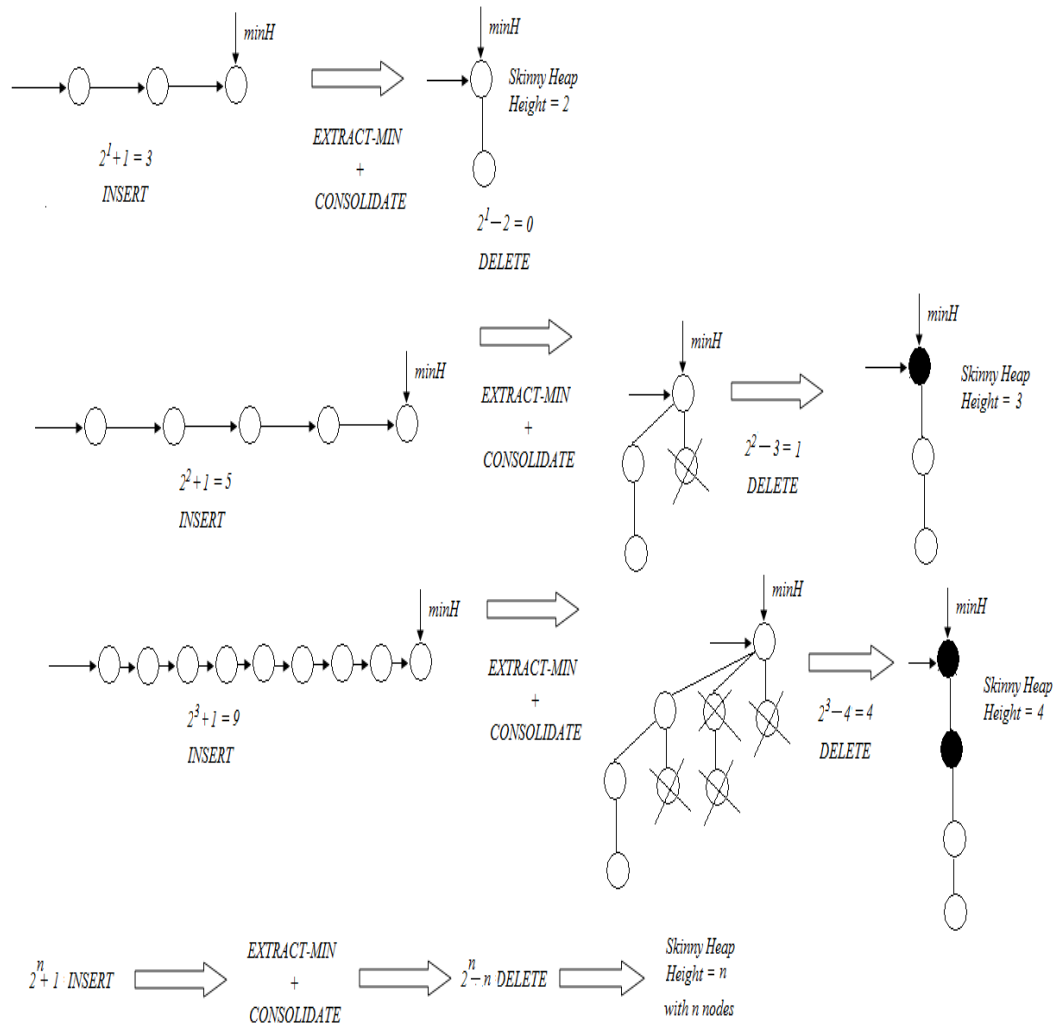 minH
2^1+1 = 3
INSERT
EXTRACT-MIN
+
CONSOLIDATE
minH
Skinny Heap
Height = 2
2^1−2 = 0
DELETE
minH
2^2+1 = 5
INSERT
EXTRACT-MIN
+
CONSOLIDATE
minH
2^2−3 = 1
DELETE
minH
Skinny Heap
Height = 3
minH
2^3+1 = 9
INSERT
EXTRACT-MIN
+
CONSOLIDATE
minH
2^3−4 = 4
DELETE
minH
Skinny Heap
Height = 4
2^n+1 INSERT
EXTRACT-MIN
+
CONSOLIDATE
2^n−n DELETE
Skinny Heap
Height = n
with n nodes